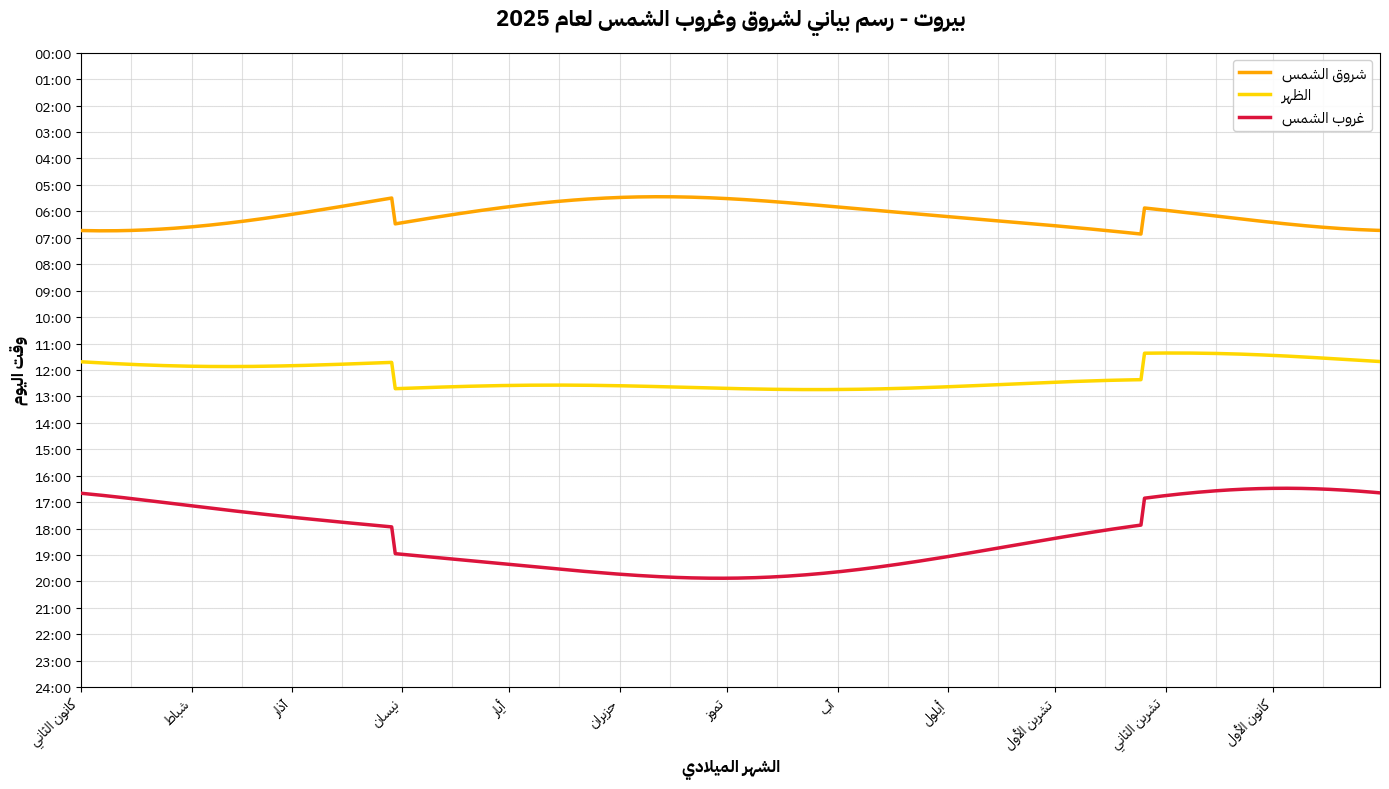 بيروت - رسم بياني لشروق وغروب الشمس لعام 2025
شروق الشمس
الظهر
غروب الشمس
وقت اليوم
00:00
01:00
02:00
03:00
04:00
05:00
06:00
07:00
08:00
09:00
10:00
11:00
12:00
13:00
14:00
15:00
16:00
17:00
18:00
19:00
20:00
21:00
22:00
23:00
24:00
كانون الثاني
شباط
آذار
نيسان
أيار
حزيران
تموز
آب
أيلول
تشرين الأول
تشرين الثاني
كانون الأول
الشهر الميلادي